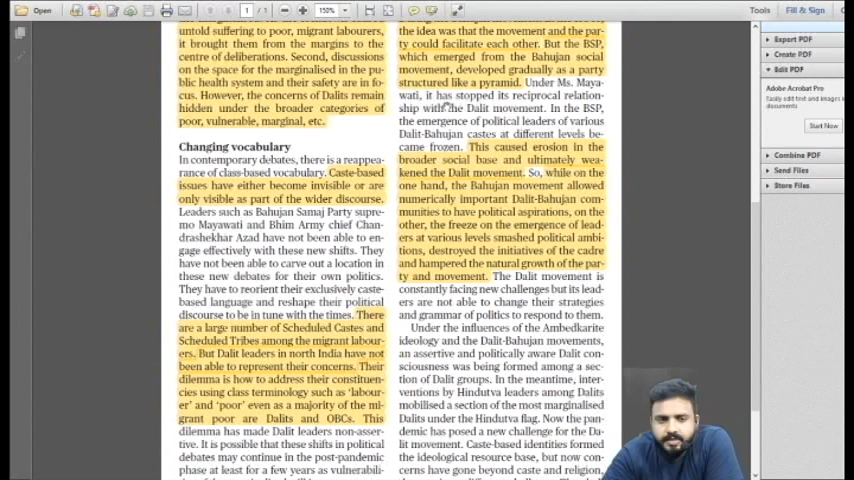 Open
1 / 1
150%
Tools
Fill & Sign
untold suffering to poor, migrant labourers,
it brought them from the margins to the
centre of deliberations. Second, discussions
on the space for the marginalised in the pu-
blic health system and their safety are in fo-
cus. However, the concerns of Dalits remain
hidden under the broader categories of
poor, vulnerable, marginal, etc.
Changing vocabulary
In contemporary debates, there is a reappea-
rance of class-based vocabulary. Caste-based
issues have either become invisible or are
only visible as part of the wider discourse.
Leaders such as Bahujan Samaj Party supre-
mo Mayawati and Bhim Army chief Chan-
drashekhar Azad have not been able to en-
gage effectively with these new shifts. They
have not been able to carve out a location in
these new debates for their own politics.
They have to reorient their exclusively caste-
based language and reshape their political
discourse to be in tune with the times. There
are a large number of Scheduled Castes and
Scheduled Tribes among the migrant labour-
ers. But Dalit leaders in north India have not
been able to represent their concerns. Their
dilemma is how to address their constituen-
cies using class terminology such as ‘labour-
er’ and ‘poor’ even as a majority of the mi-
grant poor are Dalits and OBCs. This
dilemma has made Dalit leaders non-asser-
tive. It is possible that these shifts in political
debates may continue in the post-pandemic
phase at least for a few years as vulnerabili-
the idea was that the movement and the par-
ty could facilitate each other. But the BSP,
which emerged from the Bahujan social
movement, developed gradually as a party
structured like a pyramid. Under Ms. Maya-
wati, it has stopped its reciprocal relation-
ship with the Dalit movement. In the BSP,
the emergence of political leaders of various
Dalit-Bahujan castes at different levels be-
came frozen. This caused erosion in the
broader social base and ultimately wea-
kened the Dalit movement. So, while on the
one hand, the Bahujan movement allowed
numerically important Dalit-Bahujan com-
munities to have political aspirations, on the
other, the freeze on the emergence of lead-
ers at various levels smashed political ambi-
tions, destroyed the initiatives of the cadre
and hampered the natural growth of the par-
ty and movement. The Dalit movement is
constantly facing new challenges but its lead-
ers are not able to change their strategies
and grammar of politics to respond to them.
Under the influences of the Ambedkarite
ideology and the Dalit-Bahujan movements,
an assertive and politically aware Dalit con-
sciousness was being formed among a sec-
tion of Dalit groups. In the meantime, inter-
ventions by Hindutva leaders among Dalits
mobilised a section of the most marginalised
Dalits under the Hindutva flag. Now the pan-
demic has posed a new challenge for the Da-
lit movement. Caste-based identities formed
the ideological resource base, but now con-
cerns have gone beyond caste and religion,
Export PDF
Create PDF
Edit PDF
Adobe Acrobat Pro
Easily edit text and images in
documents
Start Now
Combine PDF
Send Files
Store Files